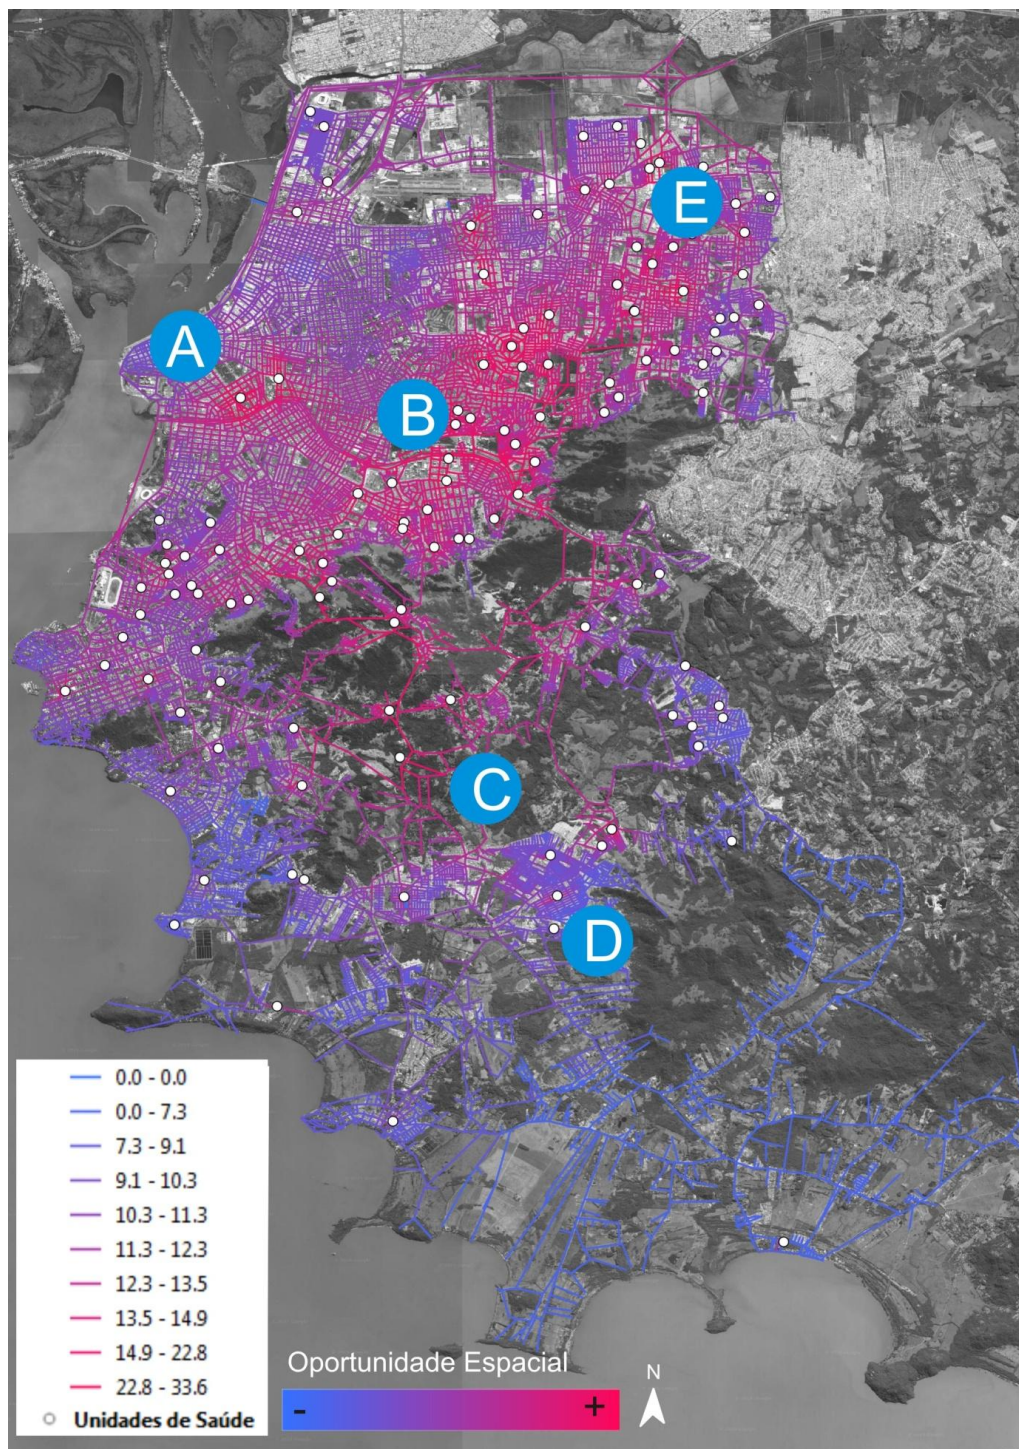 E
A
B
C
D
0.0 - 0.0
0.0 - 7.3
7.3 - 9.1
9.1 - 10.3
10.3 - 11.3
11.3 - 12.3
12.3 - 13.5
13.5 - 14.9
14.9 - 22.8
22.8 - 33.6
Unidades de Saúde
Oportunidade Espacial
- +
N